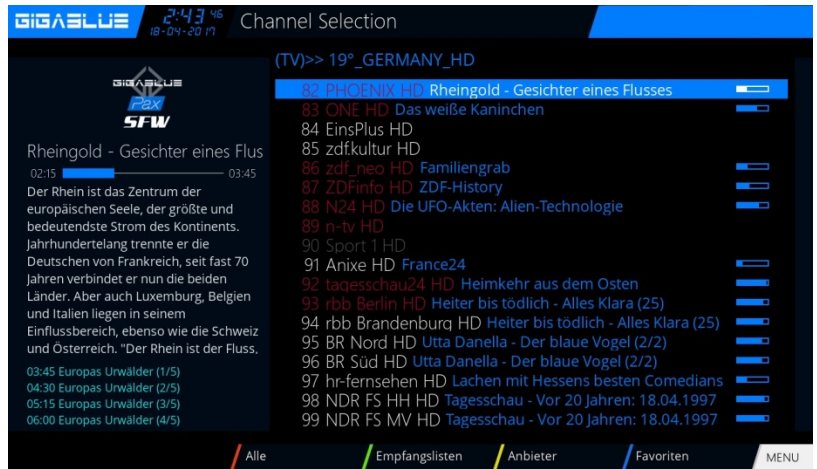 GIGABLUE
2:43 46
18-04-2017
Channel Selection
(TV)>> 19°_GERMANY_HD
GIGABLUE
Pax
SFW
Rheingold - Gesichter eines Flus
02:15 03:45
Der Rhein ist das Zentrum der
europäischen Seele, der größte und
bedeutendste Strom des Kontinents.
Jahrhundertelang trennte er die
Deutschen von Frankreich, seit fast 70
Jahren verbindet er nun die beiden
Länder. Aber auch Luxemburg, Belgien
und Italien liegen in seinem
Einflussbereich, ebenso wie die Schweiz
und Österreich. "Der Rhein ist der Fluss,
03:45 Europas Urwälder (1/5)
04:30 Europas Urwälder (2/5)
05:15 Europas Urwälder (3/5)
06:00 Europas Urwälder (4/5)
82 PHOENIX HD Rheingold - Gesichter eines Flusses
83 ONE HD Das weiße Kaninchen
84 EinsPlus HD
85 zdf.kultur HD
86 zdf_neo HD Familiengrab
87 ZDFinfo HD ZDF-History
88 N24 HD Die UFO-Akten: Alien-Technologie
89 n-tv HD
90 Sport 1 HD
91 Anixe HD France24
92 tagesschau24 HD Heimkehr aus dem Osten
93 rbb Berlin HD Heiter bis tödlich - Alles Klara (25)
94 rbb Brandenburg HD Heiter bis tödlich - Alles Klara (25)
95 BR Nord HD Utta Danella - Der blaue Vogel (2/2)
96 BR Süd HD Utta Danella - Der blaue Vogel (2/2)
97 hr-fernsehen HD Lachen mit Hessens besten Comedians
98 NDR FS HH HD Tagesschau - Vor 20 Jahren: 18.04.1997
99 NDR FS MV HD Tagesschau - Vor 20 Jahren: 18.04.1997
Alle Empfangslisten Anbieter Favoriten MENU